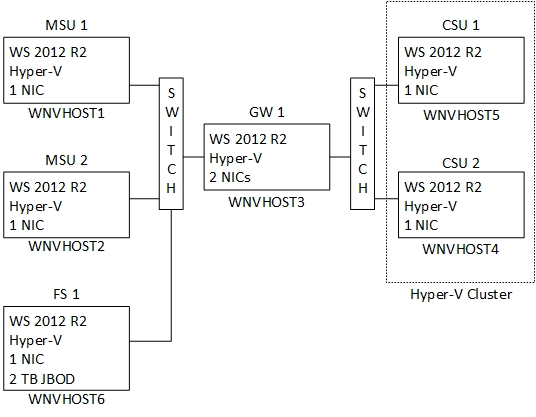 MSU 1
WS 2012 R2
Hyper-V
1 NIC
WNVHOST1
MSU 2
WS 2012 R2
Hyper-V
1 NIC
WNVHOST2
FS 1
WS 2012 R2
Hyper-V
1 NIC
2 TB JBOD
WNVHOST6
S
W
I
T
C
H
GW 1
WS 2012 R2
Hyper-V
2 NICs
WNVHOST3
S
W
I
T
C
H
CSU 1
WS 2012 R2
Hyper-V
1 NIC
WNVHOST5
CSU 2
WS 2012 R2
Hyper-V
1 NIC
WNVHOST4
Hyper-V Cluster